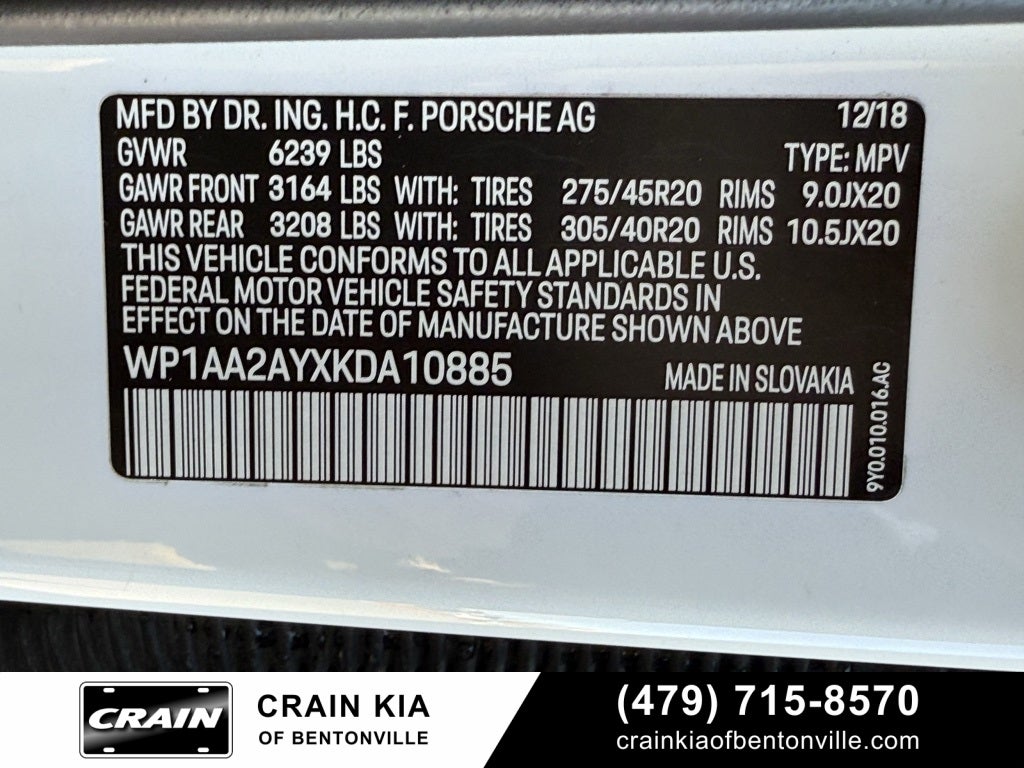 MFD BY DR. ING. H.C. F. PORSCHE AG 12/18
GVWR 6239 LBS TYPE: MPV
GAWR FRONT 3164 LBS WITH: TIRES 275/45R20 RIMS 9.0JX20
GAWR REAR 3208 LBS WITH: TIRES 305/40R20 RIMS 10.5JX20
THIS VEHICLE CONFORMS TO ALL APPLICABLE U.S.
FEDERAL MOTOR VEHICLE SAFETY STANDARDS IN
EFFECT ON THE DATE OF MANUFACTURE SHOWN ABOVE
WP1AA2AYXKDA10885 MADE IN SLOVAKIA
9Y0.010.016.AC
CRAIN
CRAIN KIA
OF BENTONVILLE
(479) 715-8570
crainkiaofbentonville.com